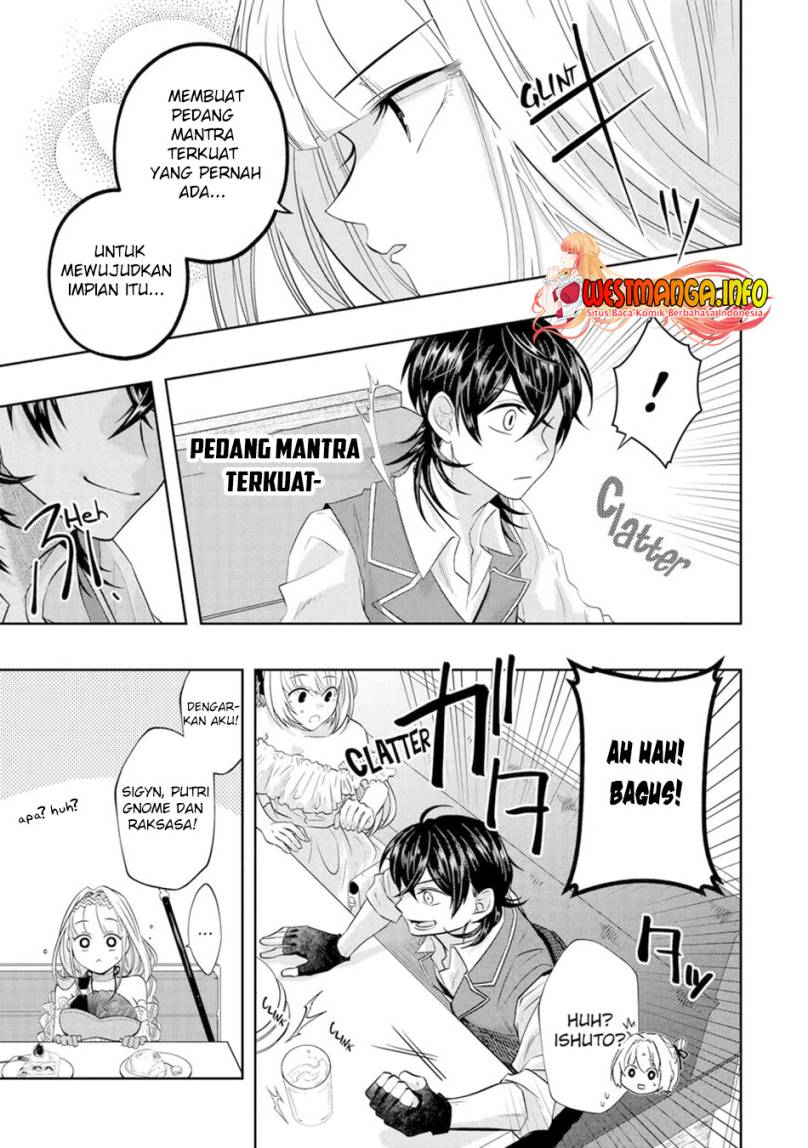 GLINT
MEMBUAT
PEDANG
MANTRA
TERKUAT
YANG PERNAH
ADA...
UNTUK
MEWUJUDKAN
IMPIAN ITU...
WESTMANGA.INFO
Situs Baca Komik Berbahasa Indonesia
!
PEDANG MANTRA
TERKUAT-
Clatter
Heh
AH HAH!
BAGUS!
CLATTER
ガタ
HUH?
ISHUTO?
CLINK
CLINK
DENGAR-
KAN AKU!
SIGYN, PUTRI
GNOME DAN
RAKSASA!
...
apa? huh?